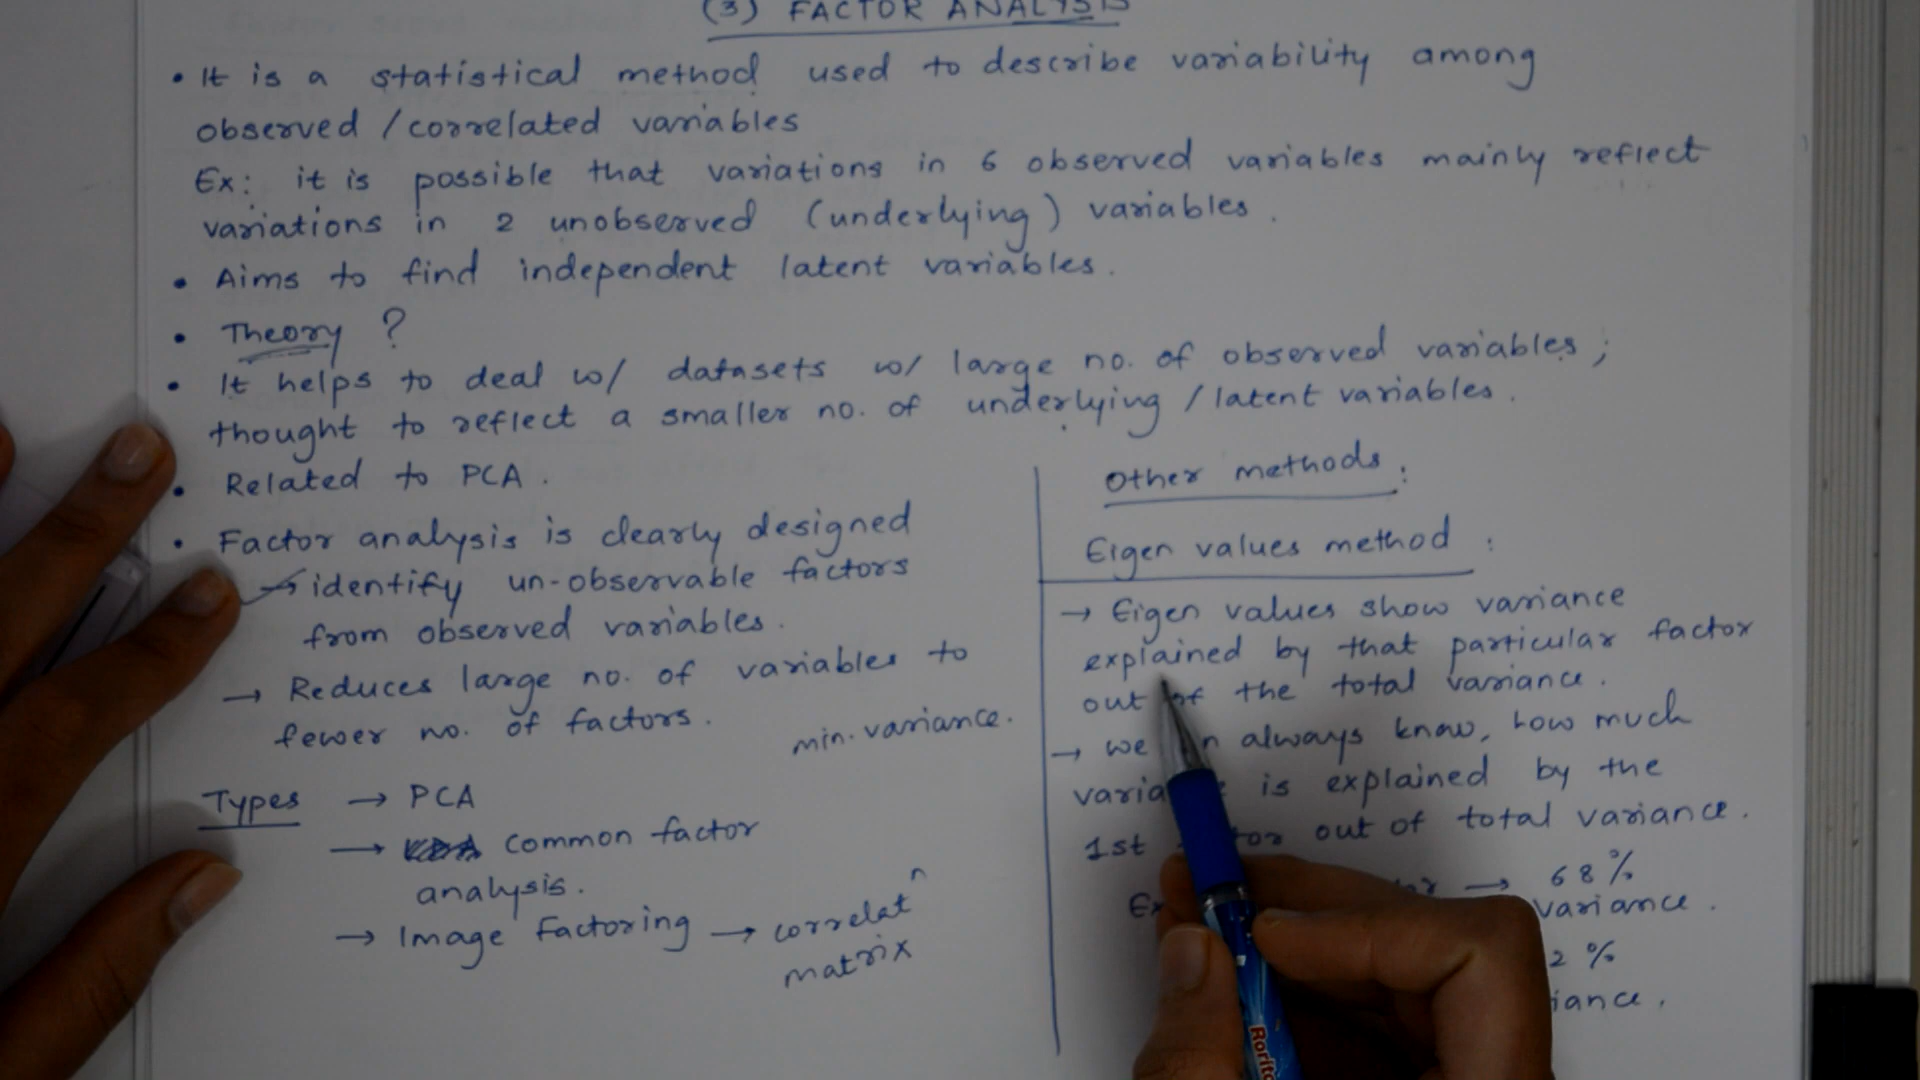 (3) FACTOR ANALYSIS
• It is a statistical method used to describe variability among
observed / correlated variables
Ex: it is possible that variations in 6 observed variables mainly reflect
variations in 2 unobserved (underlying) variables.
• Aims to find independent latent variables.
• Theory ?
• It helps to deal w/ datasets w/ large no. of observed variables ;
thought to reflect a smaller no. of underlying / latent variables.
• Related to PCA.
• Factor analysis is clearly designed
→ identify un-observable factors
from observed variables.
→ Reduces large no. of variables to
fewer no. of factors.
min. variance.
Types → PCA
→ common factor
analysis.
→ Image Factoring → correlatn
matrix
Other methods:
Eigen values method :
→ Eigen values show variance
explained by that particular factor
out of the total variance.
→ we always know, how much
is explained by the
1st out of total variance.
→ 68%
variance.
2%